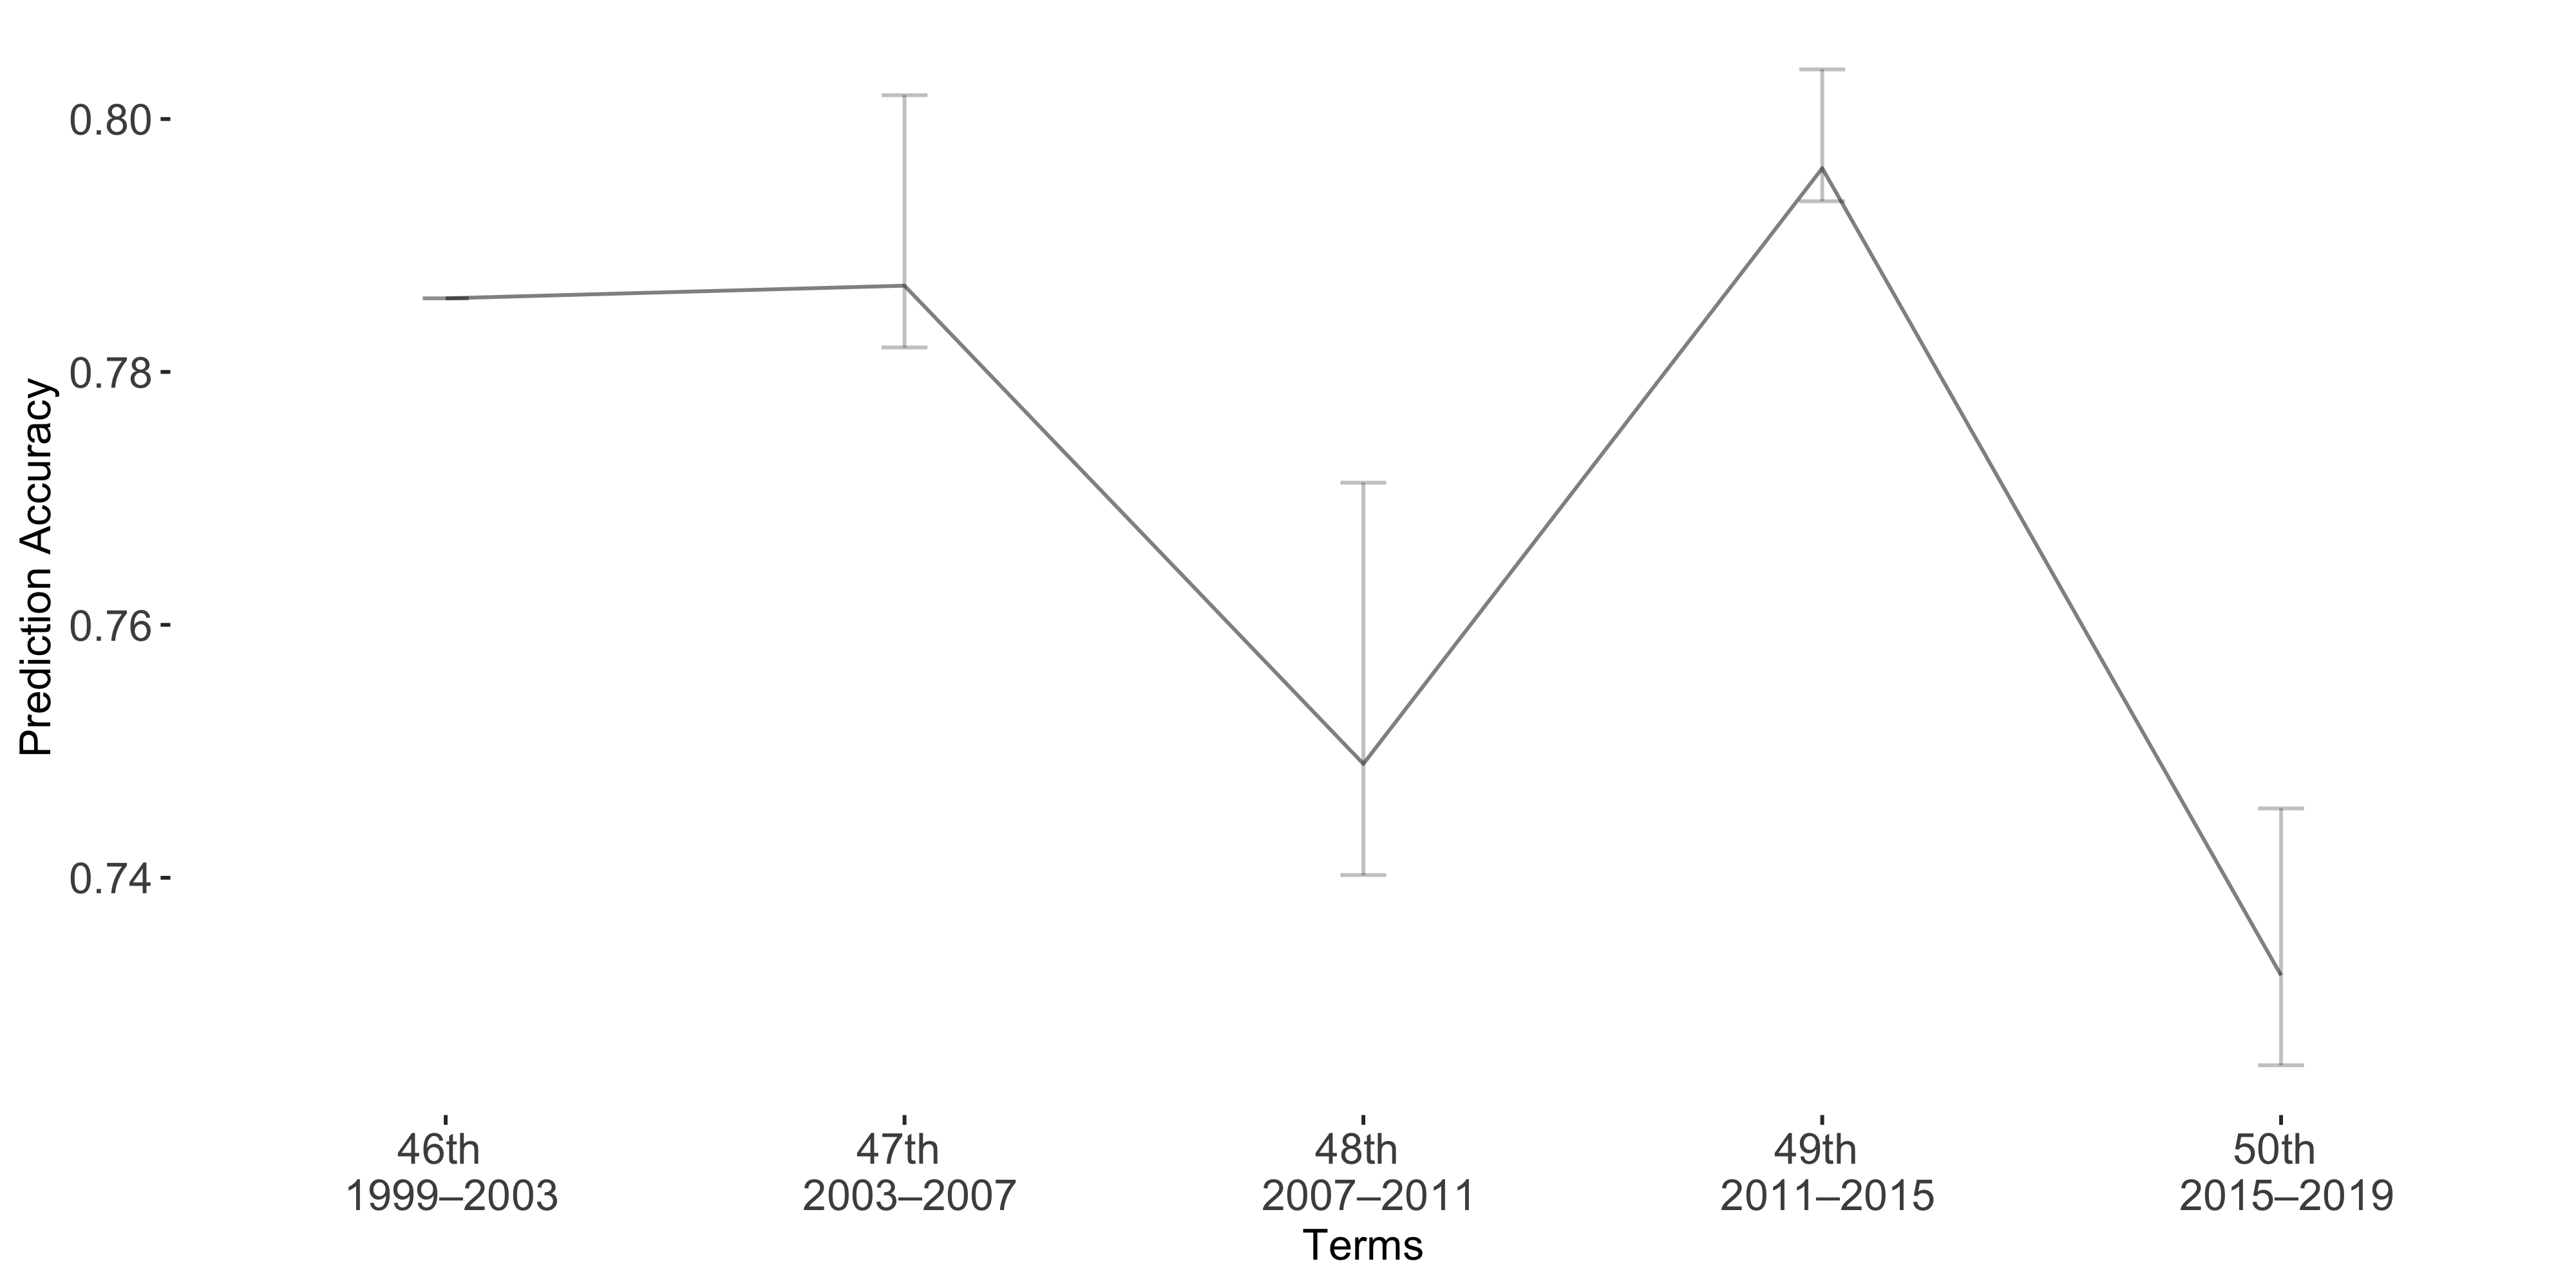 0.80
0.78
0.76
0.74
Prediction Accuracy
46th
1999–2003
47th
2003–2007
48th
2007–2011
49th
2011–2015
50th
2015–2019
Terms